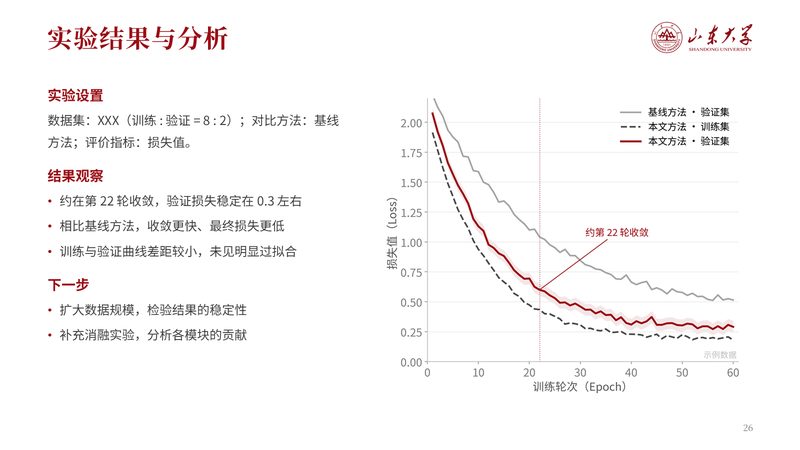 实验结果与分析
山东大学
SHANDONG UNIVERSITY
实验设置
数据集：XXX（训练 : 验证 = 8 : 2）；对比方法：基线
方法；评价指标：损失值。
结果观察
• 约在第 22 轮收敛，验证损失稳定在 0.3 左右
• 相比基线方法，收敛更快、最终损失更低
• 训练与验证曲线差距较小，未见明显过拟合
下一步
• 扩大数据规模，检验结果的稳定性
• 补充消融实验，分析各模块的贡献
基线方法 · 验证集
本文方法 · 训练集
本文方法 · 验证集
约第 22 轮收敛
损失值（Loss）
2.00
1.75
1.50
1.25
1.00
0.75
0.50
0.25
0.00
示例数据
0 10 20 30 40 50 60
训练轮次（Epoch）
26